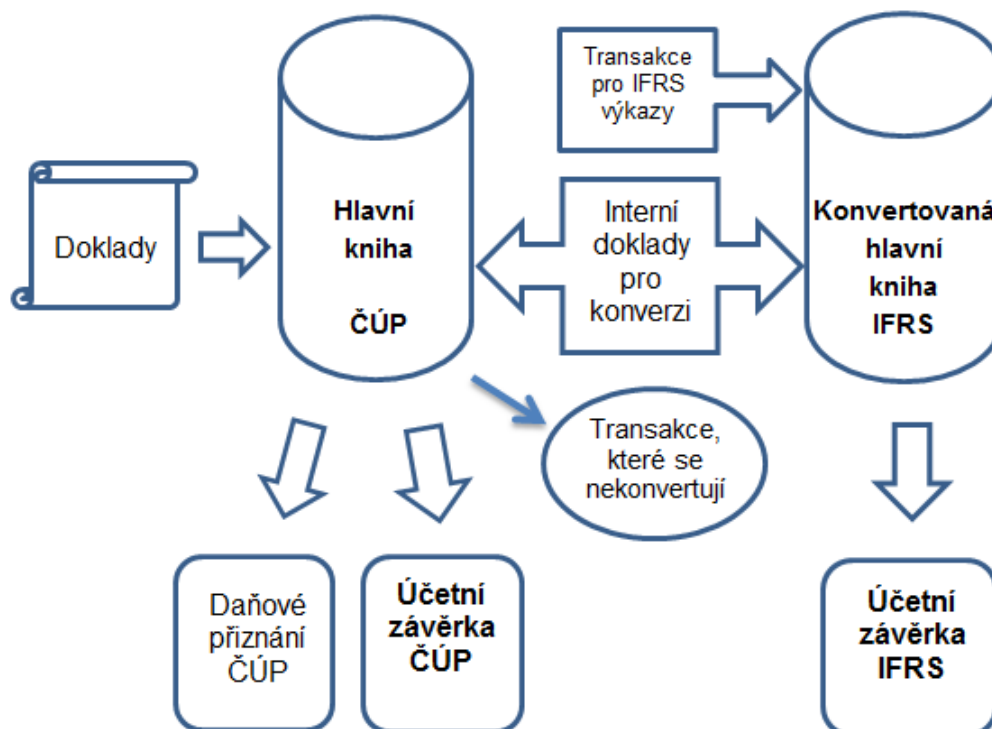 Transakce
pro IFRS
výkazy
Doklady
Hlavní
kniha
ČÚP
Interní
doklady
pro
konverzi
Konvertovaná
hlavní
kniha
IFRS
Transakce,
které se
nekonvertují
Daňové
přiznání
ČÚP
Účetní
závěrka
ČÚP
Účetní
závěrka
IFRS